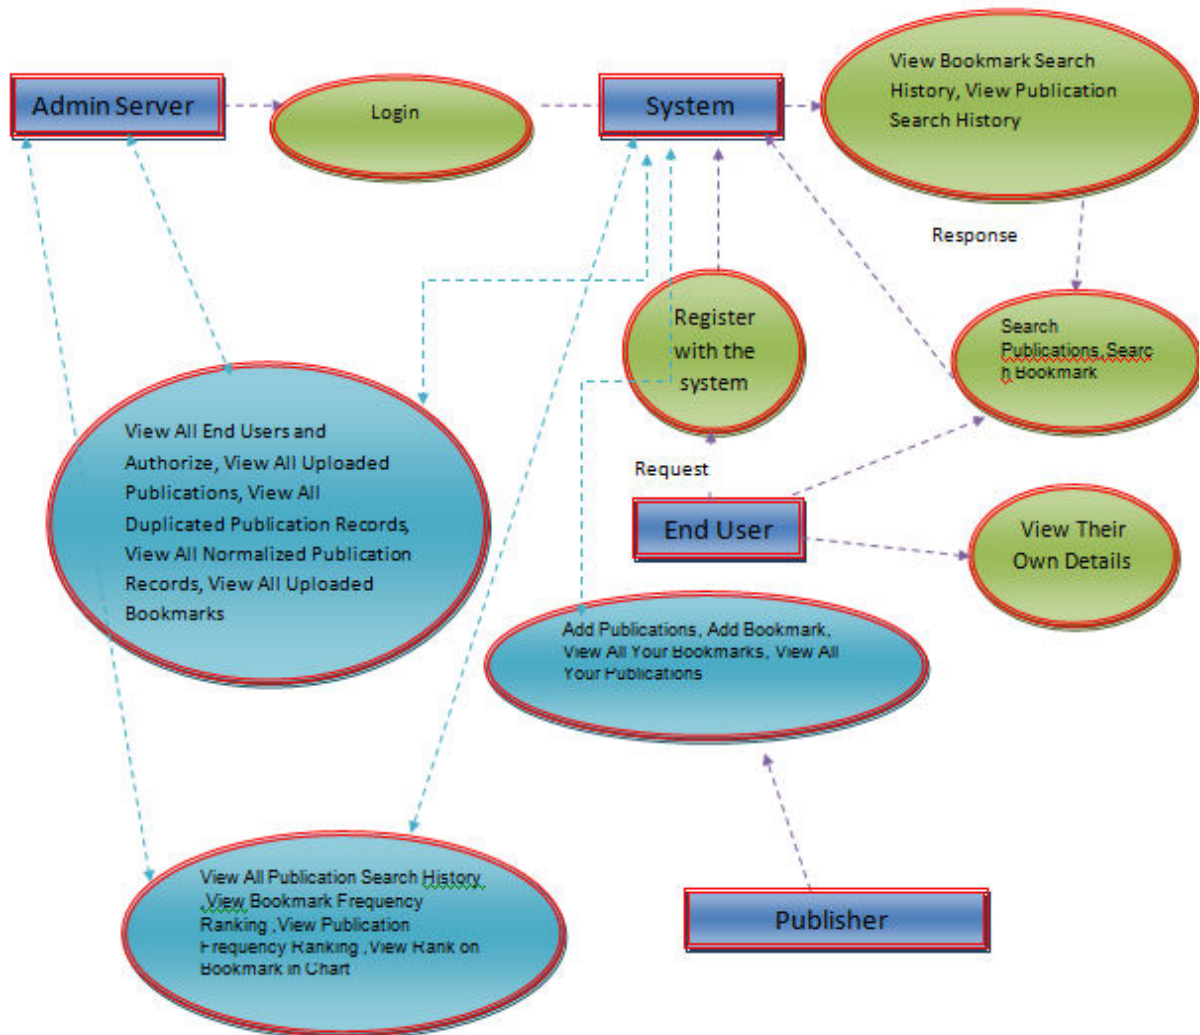 Admin Server
Login
System
View Bookmark Search
History, View Publication
Search History
Response
Register
with the
system
Search
Publications,Searc
h Bookmark
View All End Users and
Authorize, View All Uploaded
Publications, View All
Duplicated Publication Records,
View All Normalized Publication
Records, View All Uploaded
Bookmarks
Request
End User
View Their
Own Details
Add Publications, Add Bookmark,
View All Your Bookmarks, View All
Your Publications
View All Publication Search History
,View Bookmark Frequency
Ranking ,View Publication
Frequency Ranking ,View Rank on
Bookmark in Chart
Publisher